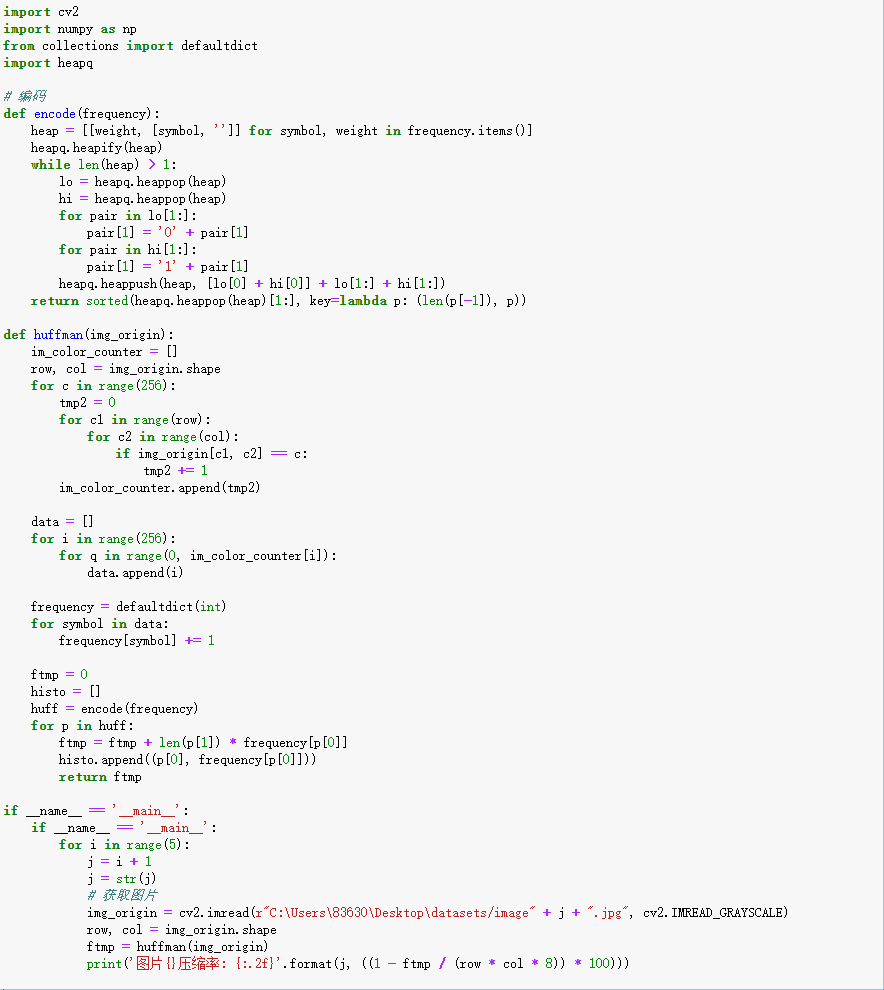 import cv2
import numpy as np
from collections import defaultdict
import heapq

# 编码
def encode(frequency):
    heap = [[weight, [symbol, '']] for symbol, weight in frequency.items()]
    heapq.heapify(heap)
    while len(heap) > 1:
        lo = heapq.heappop(heap)
        hi = heapq.heappop(heap)
        for pair in lo[1:]:
            pair[1] = '0' + pair[1]
        for pair in hi[1:]:
            pair[1] = '1' + pair[1]
        heapq.heappush(heap, [lo[0] + hi[0]] + lo[1:] + hi[1:])
    return sorted(heapq.heappop(heap)[1:], key=lambda p: (len(p[-1]), p))

def huffman(img_origin):
    im_color_counter = []
    row, col = img_origin.shape
    for c in range(256):
        tmp2 = 0
        for c1 in range(row):
            for c2 in range(col):
                if img_origin[c1, c2] == c:
                    tmp2 += 1
        im_color_counter.append(tmp2)

    data = []
    for i in range(256):
        for q in range(0, im_color_counter[i]):
            data.append(i)

    frequency = defaultdict(int)
    for symbol in data:
        frequency[symbol] += 1

    ftmp = 0
    histo = []
    huff = encode(frequency)
    for p in huff:
        ftmp = ftmp + len(p[1]) * frequency[p[0]]
        histo.append((p[0], frequency[p[0]]))
        return ftmp

if __name__ == '__main__':
    if __name__ == '__main__':
        for i in range(5):
            j = i + 1
            j = str(j)
            # 获取图片
            img_origin = cv2.imread(r"C:\Users\83630\Desktop\datasets/image" + j + ".jpg", cv2.IMREAD_GRAYSCALE)
            row, col = img_origin.shape
            ftmp = huffman(img_origin)
            print('图片{}压缩率: {:.2f}'.format(j, ((1 - ftmp / (row * col * 8)) * 100)))